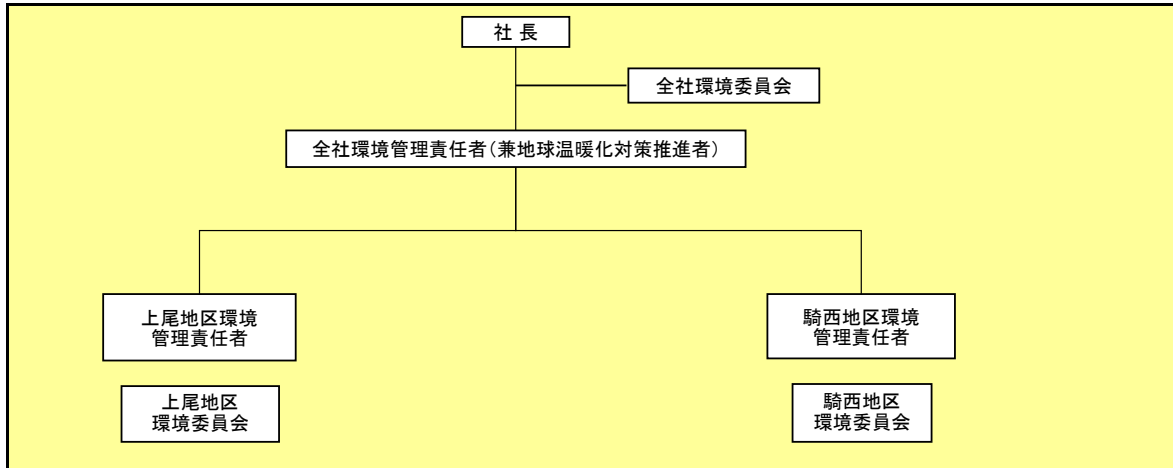 社 長
全社環境委員会
全社環境管理責任者（兼地球温暖化対策推進者）
上尾地区環境
管理責任者
騎西地区環境
管理責任者
上尾地区
環境委員会
騎西地区
環境委員会